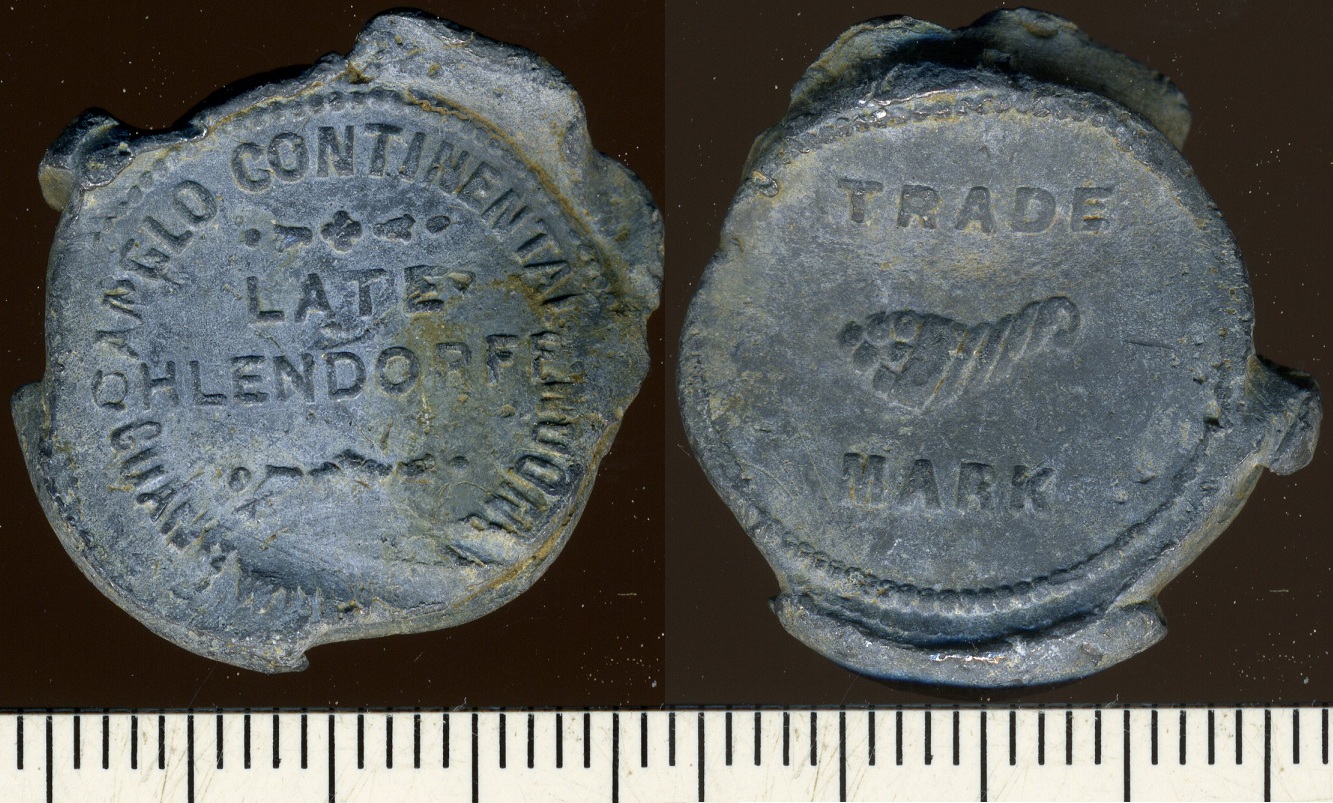 ANGLO CONTINENTAL
LATE
OHLENDORFF
TRADE
MARK